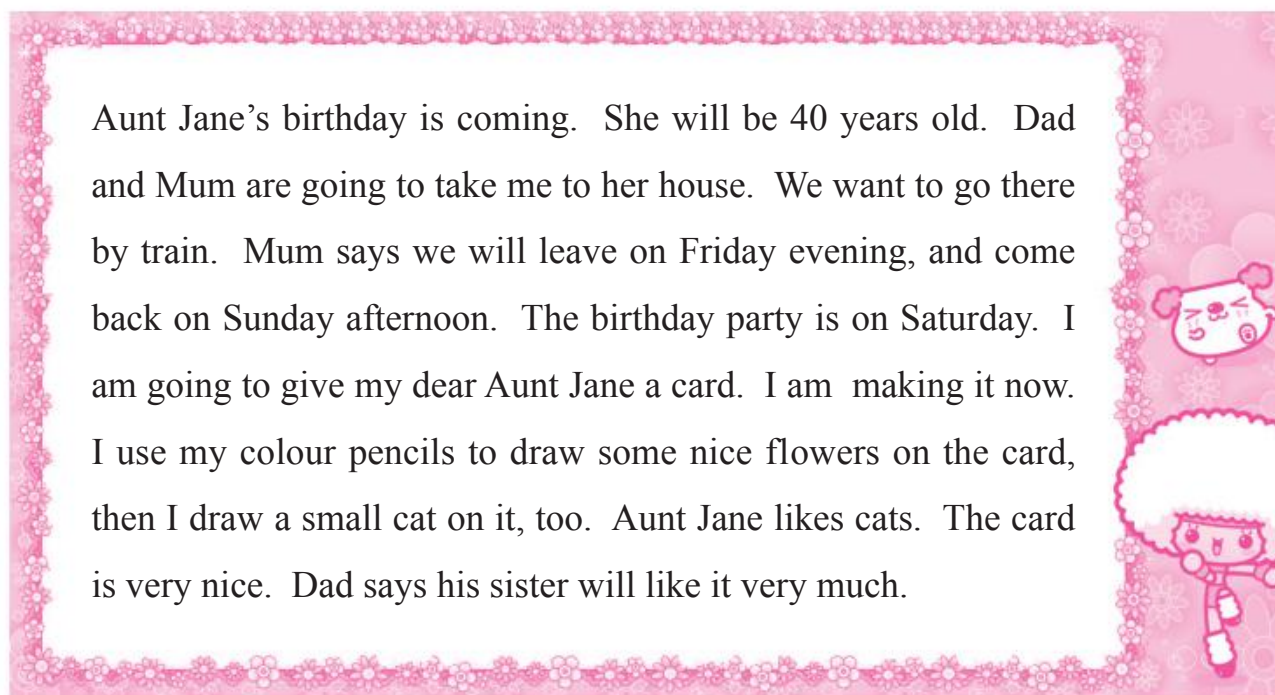 Aunt Jane’s birthday is coming. She will be 40 years old. Dad
and Mum are going to take me to her house. We want to go there
by train. Mum says we will leave on Friday evening, and come
back on Sunday afternoon. The birthday party is on Saturday. I
am going to give my dear Aunt Jane a card. I am making it now.
I use my colour pencils to draw some nice flowers on the card,
then I draw a small cat on it, too. Aunt Jane likes cats. The card
is very nice. Dad says his sister will like it very much.